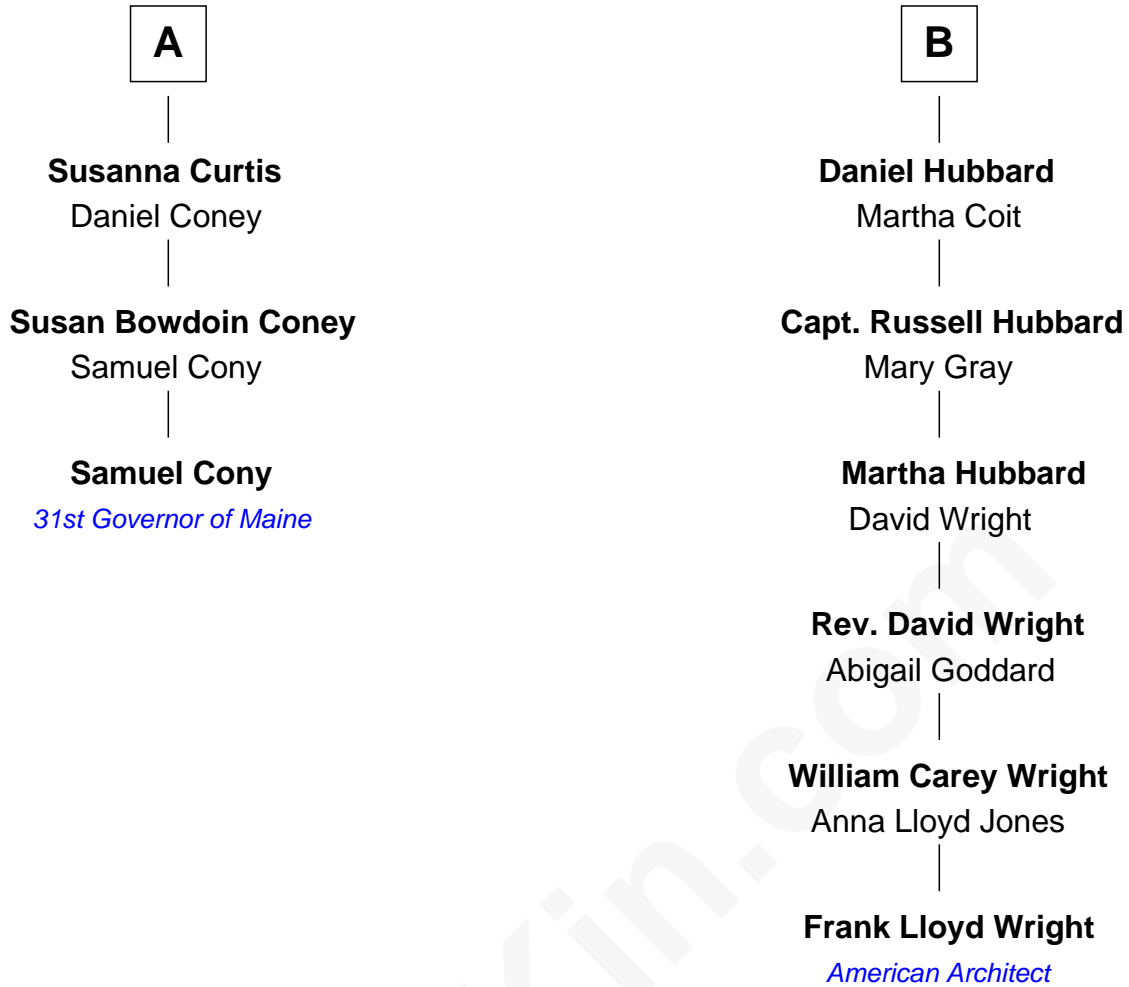 A
Susanna Curtis
Daniel Coney
Susan Bowdoin Coney
Samuel Cony
Samuel Cony
31st Governor of Maine
B
Daniel Hubbard
Martha Coit
Capt. Russell Hubbard
Mary Gray
Martha Hubbard
David Wright
Rev. David Wright
Abigail Goddard
William Carey Wright
Anna Lloyd Jones
Frank Lloyd Wright
American Architect
Kin.com